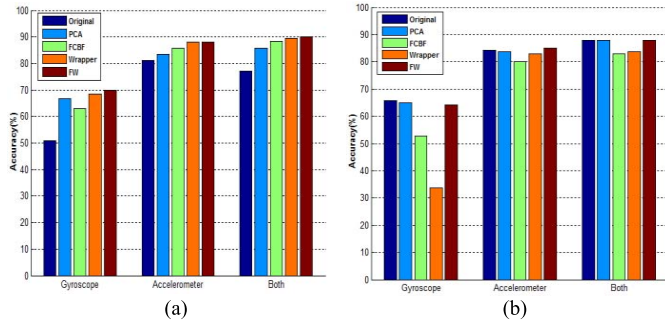 100
90
80
70
60
50
40
30
20
10
0
Accuracy(%)
Original
PCA
FCBF
Wrapper
FW
Gyroscope Accelerometer Both
(a)
100
90
80
70
60
50
40
30
20
10
0
Accuracy(%)
Original
PCA
FCBF
Wrapper
FW
Gyroscope Accelerometer Both
(b)